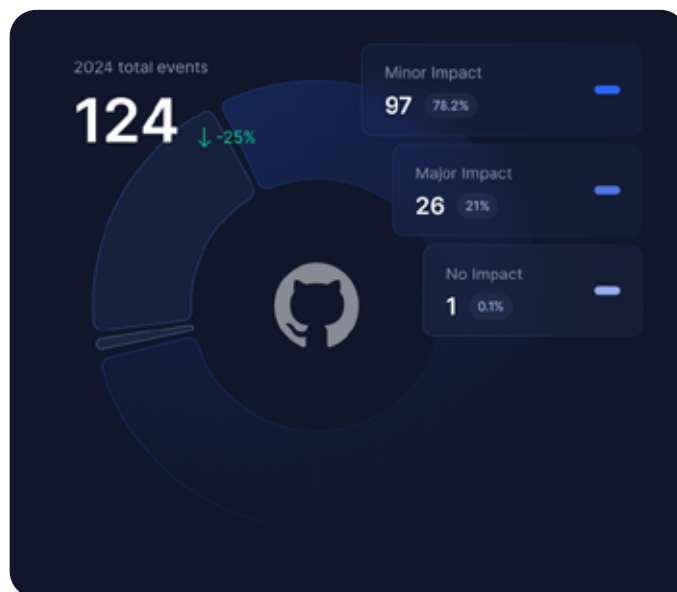 2024 total events
124 ↓ -25%
Minor Impact
97 78.2%
Major Impact
26 21%
No Impact
1 0.1%